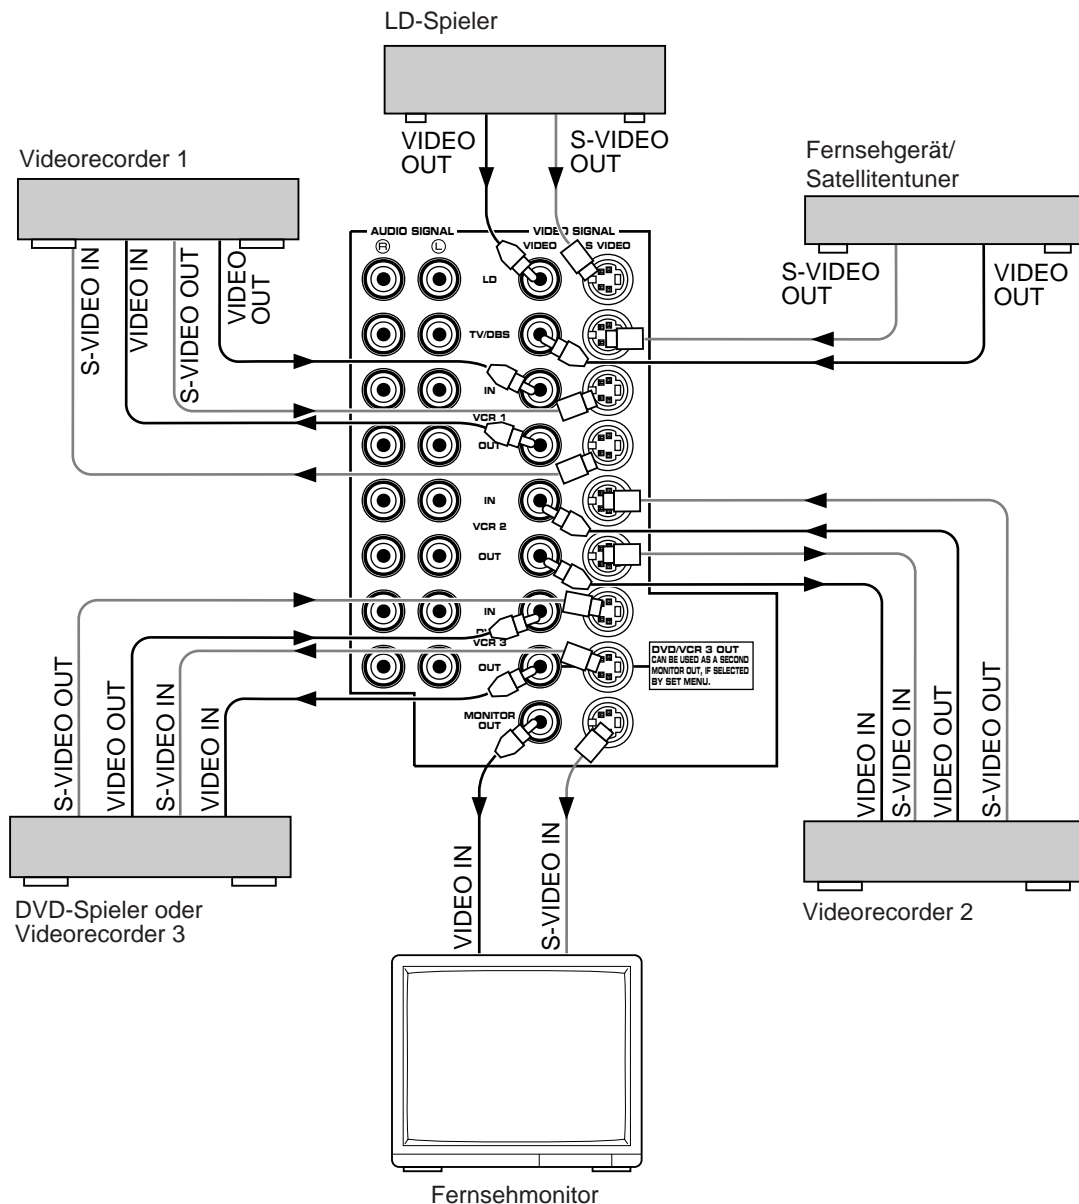 LD-Spieler
VIDEO
OUT
S-VIDEO
OUT
Videorecorder 1
Fernsehgerät/
Satellitentuner
S-VIDEO IN
VIDEO IN
S-VIDEO OUT
VIDEO
OUT
S-VIDEO
OUT
VIDEO
OUT
AUDIO SIGNAL
VIDEO SIGNAL
R
L
VIDEO
S VIDEO
LD
TV/DBS
IN
VCR 1
OUT
IN
VCR 2
OUT
IN
VCR 3
OUT
DVD/VCR 3 OUT
CAN BE USED AS A SECOND
MONITOR OUT, IF SELECTED
BY SET MENU.
MONITOR
OUT
S-VIDEO OUT
VIDEO OUT
S-VIDEO IN
VIDEO IN
VIDEO IN
S-VIDEO IN
VIDEO OUT
S-VIDEO OUT
DVD-Spieler oder
Videorecorder 3
VIDEO IN
S-VIDEO IN
Videorecorder 2
Fernsehmonitor